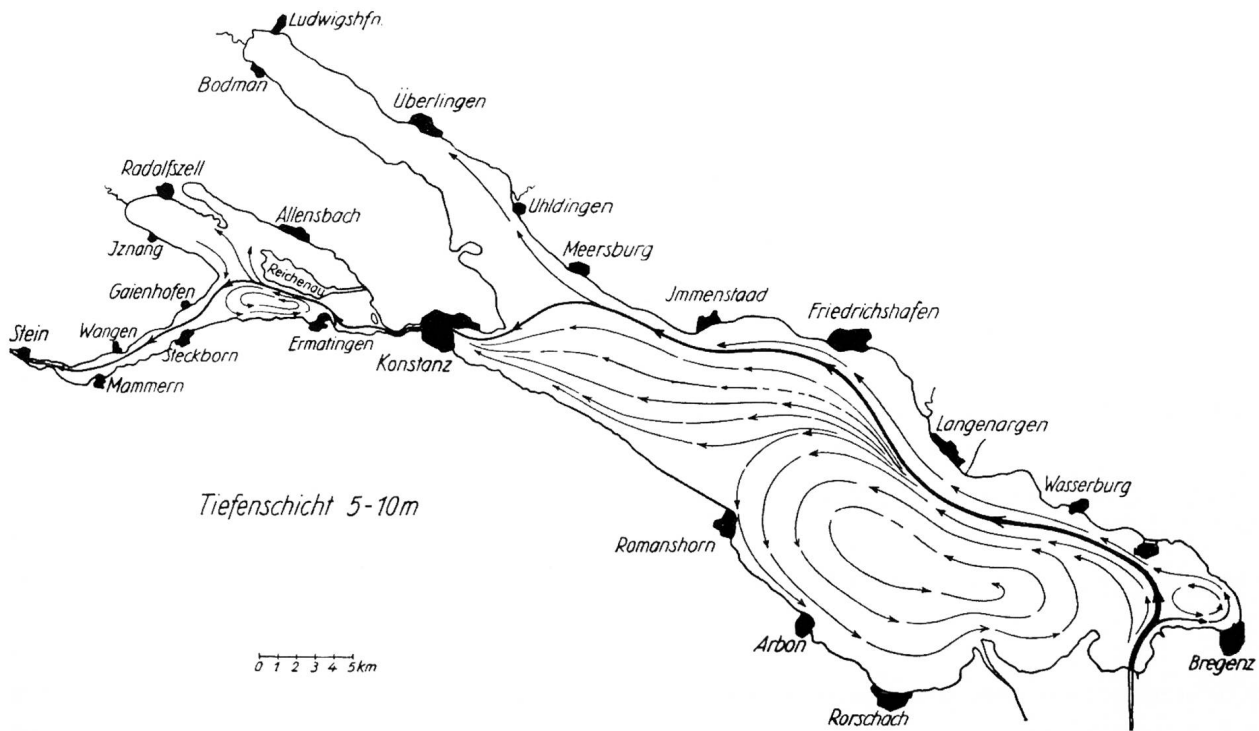 Ludwigshfn.
Bodman
Überlingen
Radolfszell
Allensbach
Uhldingen
Jznang
Reichenau
Meersburg
Gaienhofen
Jmmenstaad
Friedrichshafen
Stein
Wangen
Steckborn
Ermatingen
Konstanz
Mammern
Langenargen
Wasserburg
Tiefenschicht 5-10m
Romanshorn
Arbon
Bregenz
0 1 2 3 4 5km
Rorschach